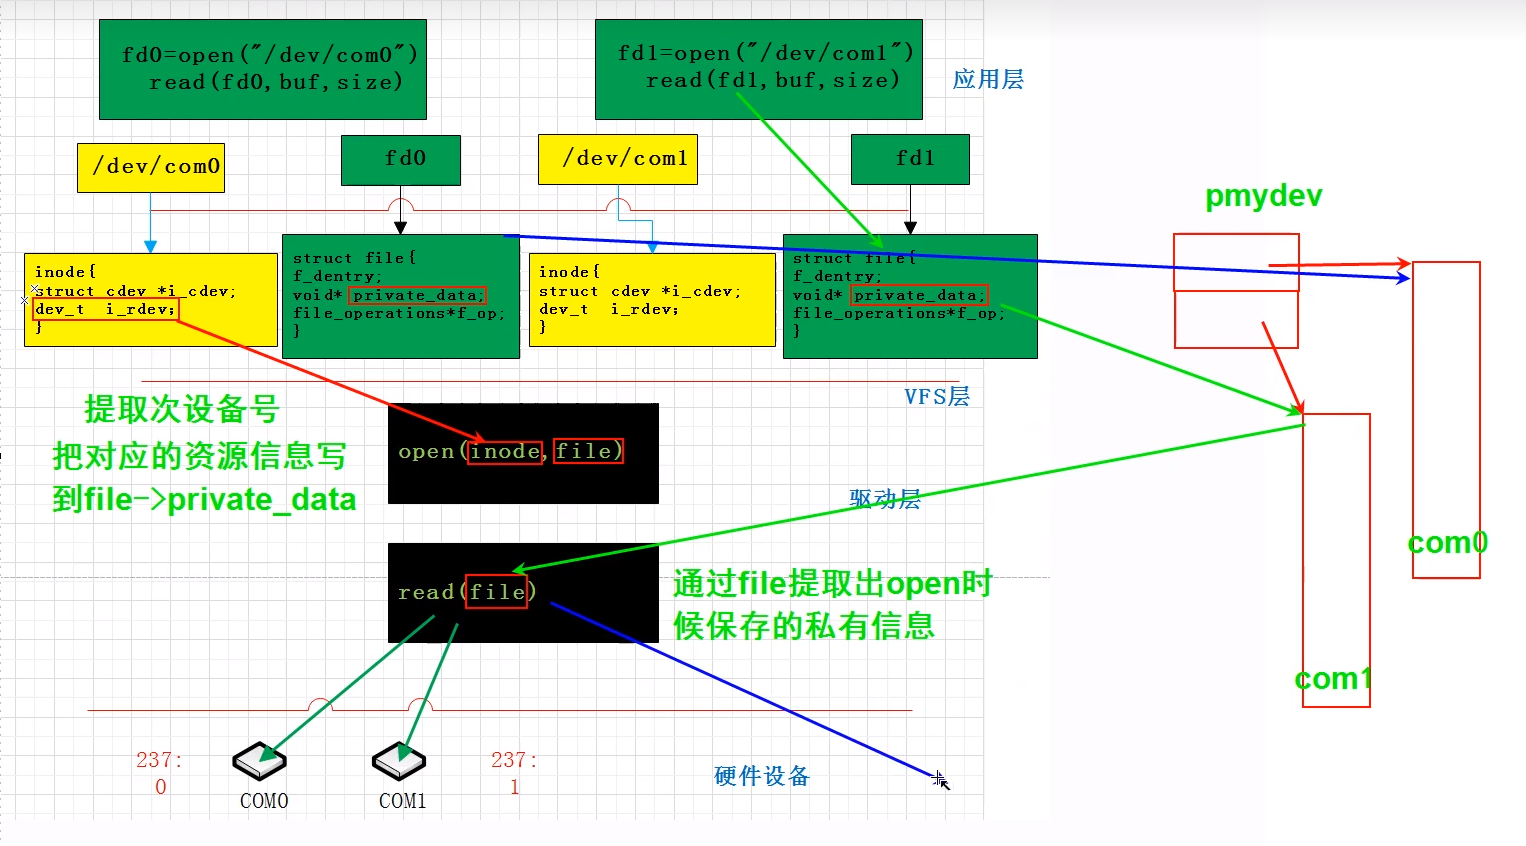 fd0=open("/dev/com0")
read(fd0,buf,size)
fd1=open("/dev/com1")
read(fd1,buf,size)
应用层
/dev/com0
fd0
/dev/com1
fd1
pmydev
inode{
struct cdev *i_cdev;
dev_t i_rdev;
}
struct file{
f_dentry;
void* private_data;
file_operations*f_op;
}
inode{
struct cdev *i_cdev;
dev_t i_rdev;
}
struct file{
f_dentry;
void* private_data;
file_operations*f_op;
}
VFS层
提取次设备号
把对应的资源信息写
到file->private_data
open(inode,file)
驱动层
com0
read(file)
通过file提取出open时
候保存的私有信息
com1
237:
0
COM0
COM1
237:
1
硬件设备